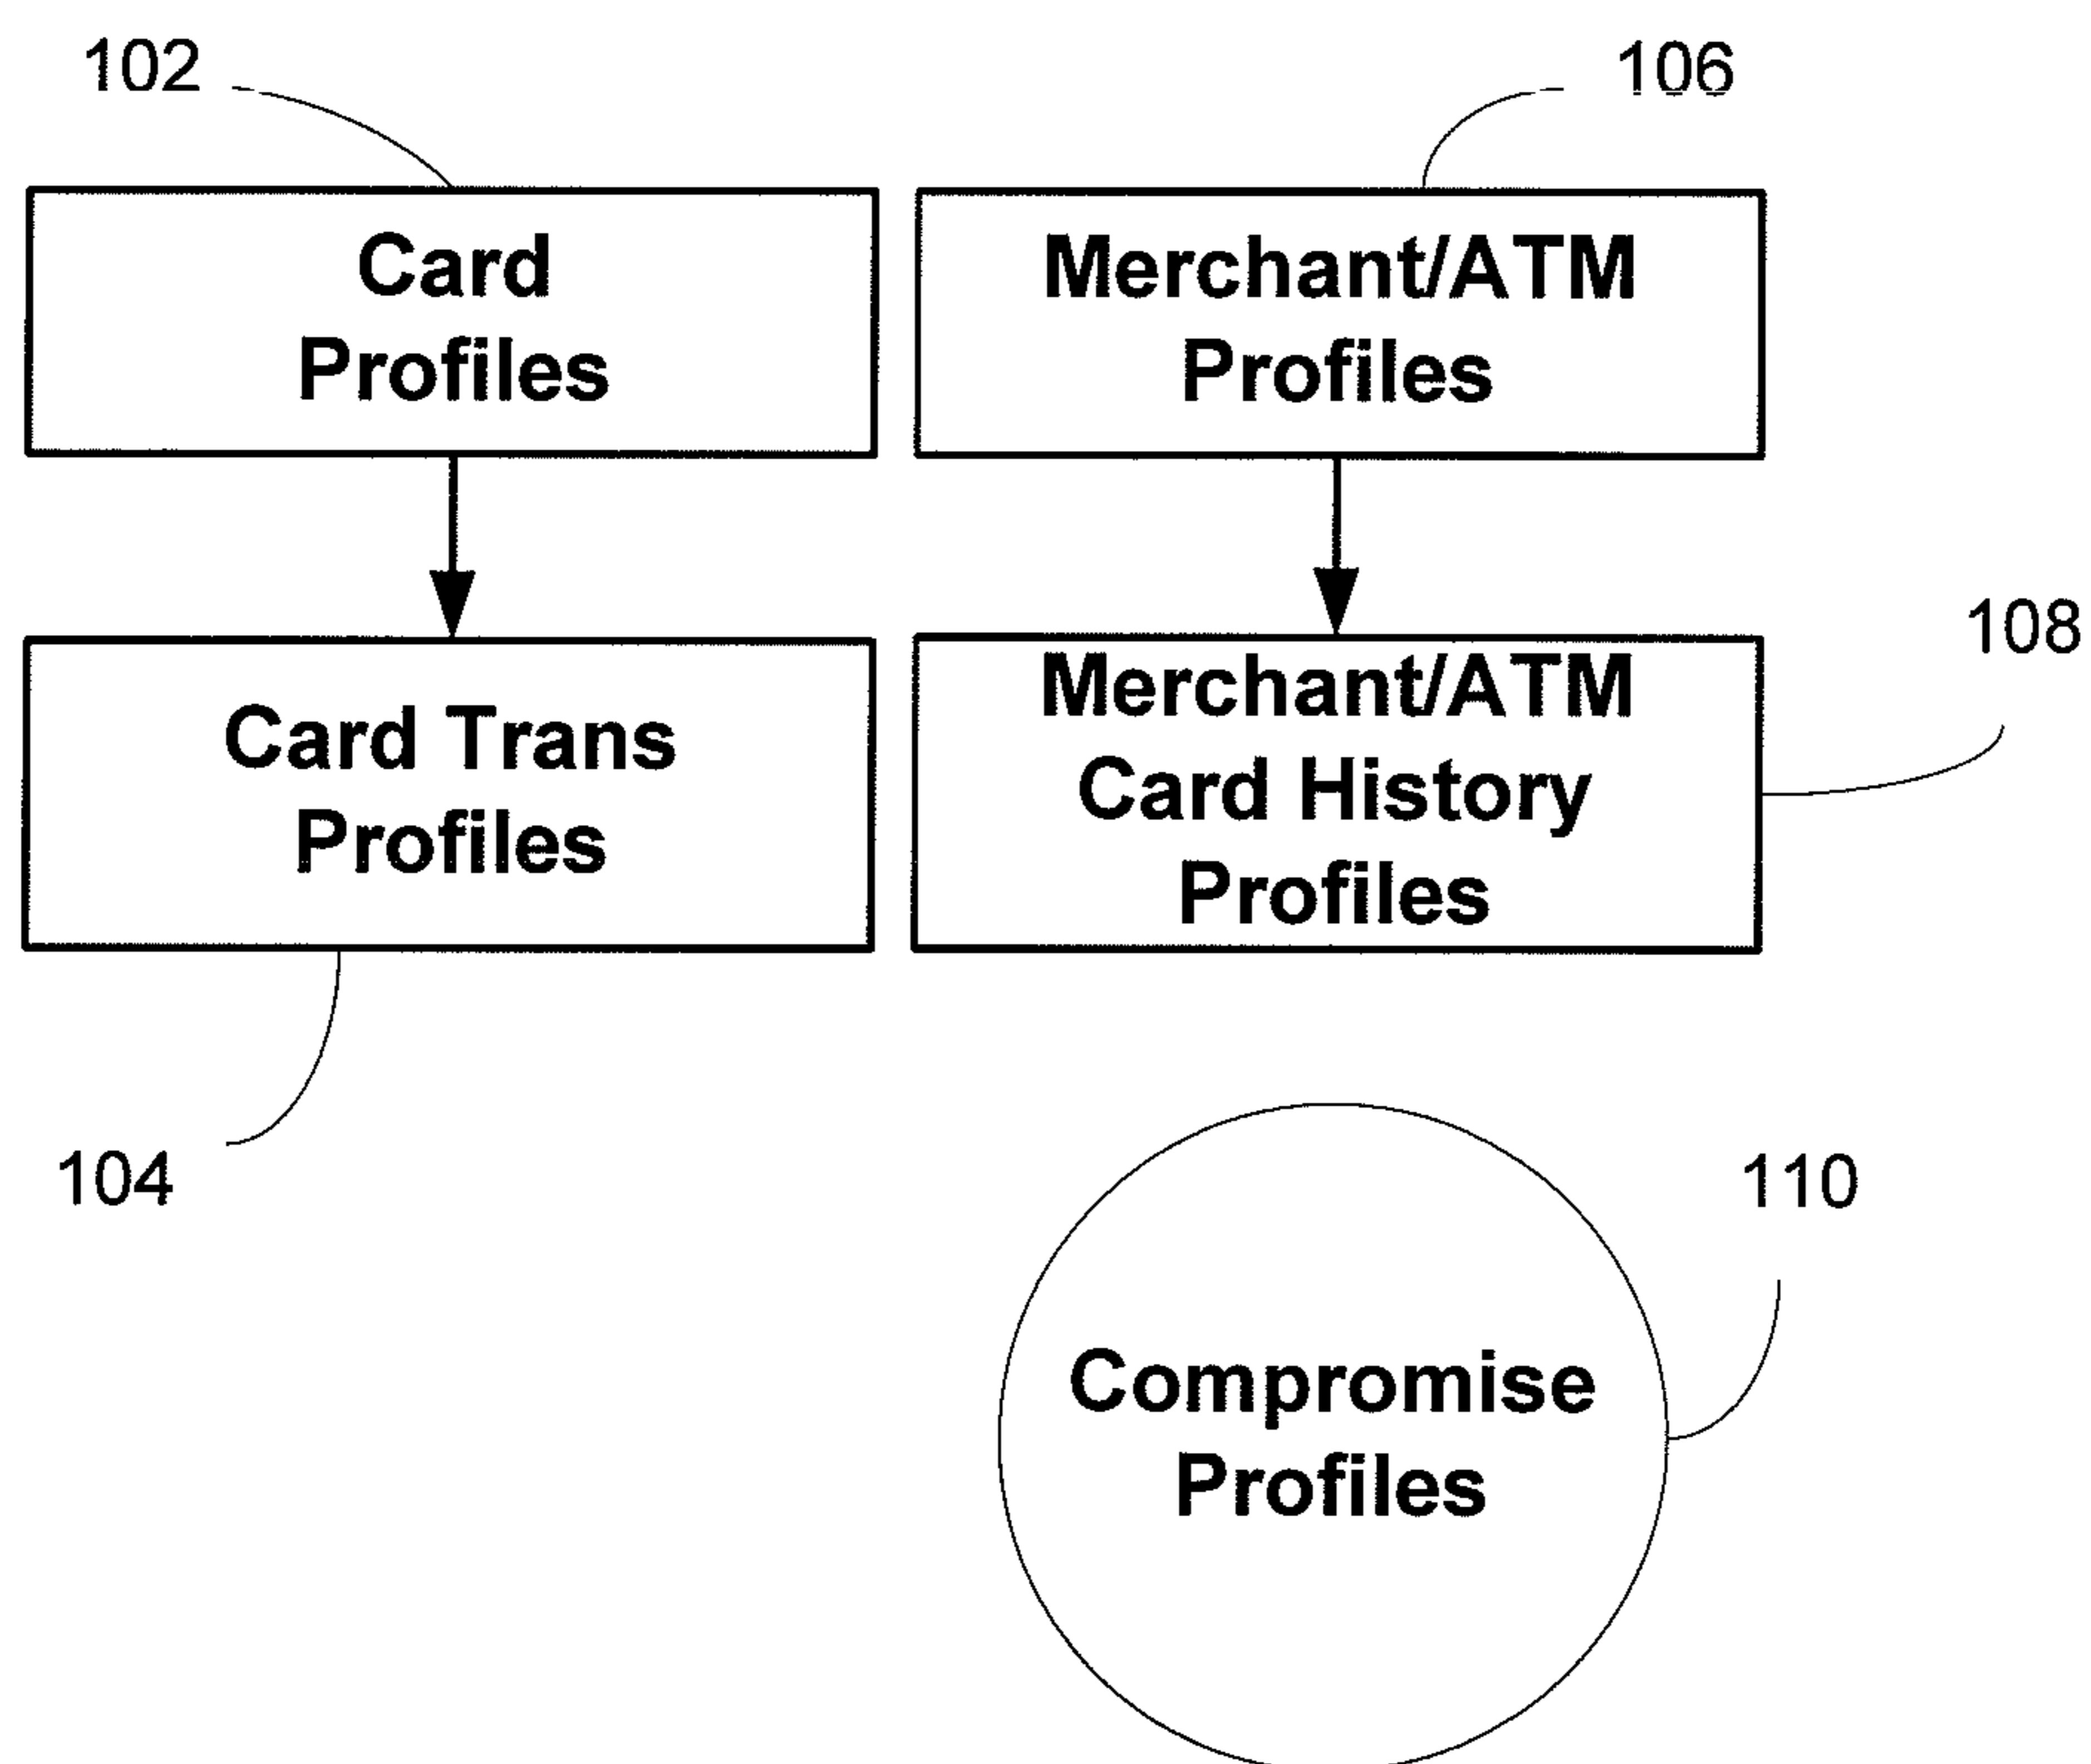 102
106
Card
Profiles
Merchant/ATM
Profiles
108
Card Trans
Profiles
Merchant/ATM
Card History
Profiles
104
110
Compromise
Profiles